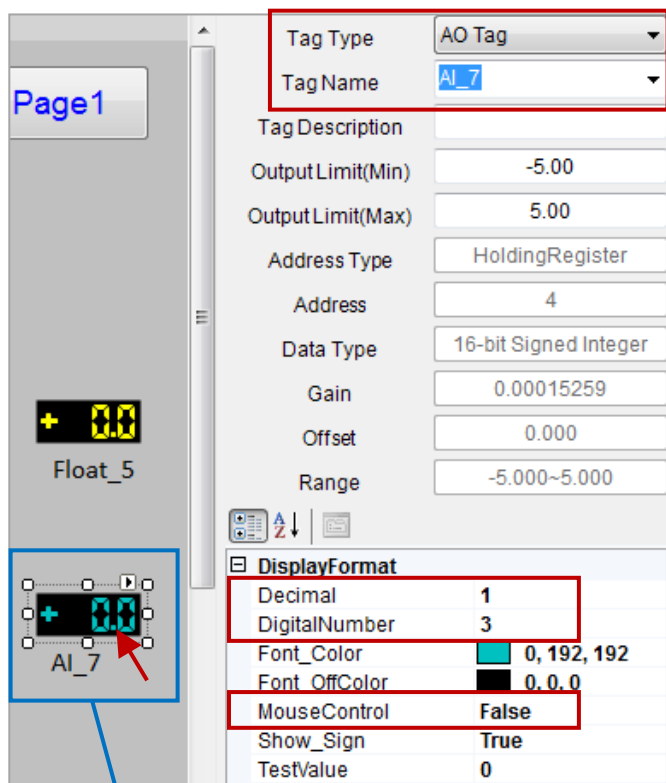 Page1
+ 0.0
Float_5
+ 0.0
AI_7
Tag Type AO Tag
Tag Name AI_7
Tag Description
Output Limit(Min) -5.00
Output Limit(Max) 5.00
Address Type HoldingRegister
Address 4
Data Type 16-bit Signed Integer
Gain 0.00015259
Offset 0.000
Range -5.000~5.000
A
Z
DisplayFormat
Decimal 1
DigitalNumber 3
Font_Color 0, 192, 192
Font_OffColor 0, 0, 0
MouseControl False
Show_Sign True
TestValue 0